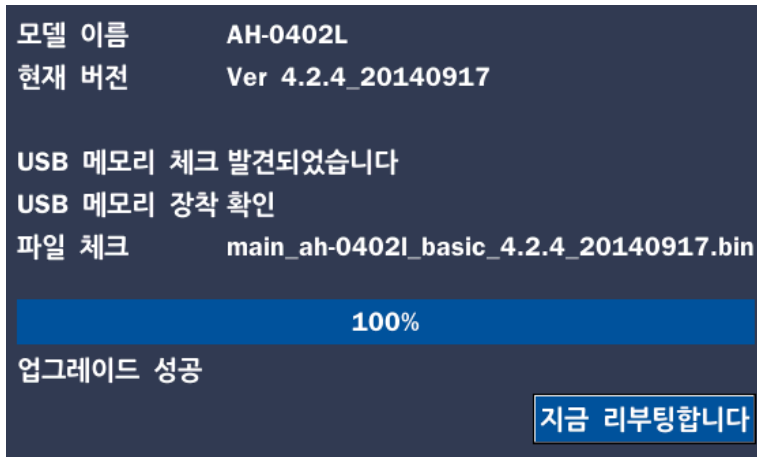 모델 이름 AH-0402L
현재 버전 Ver 4.2.4_20140917
USB 메모리 체크 발견되었습니다
USB 메모리 장착 확인
파일 체크 main_ah-0402l_basic_4.2.4_20140917.bin
100%
업그레이드 성공
지금 리부팅합니다